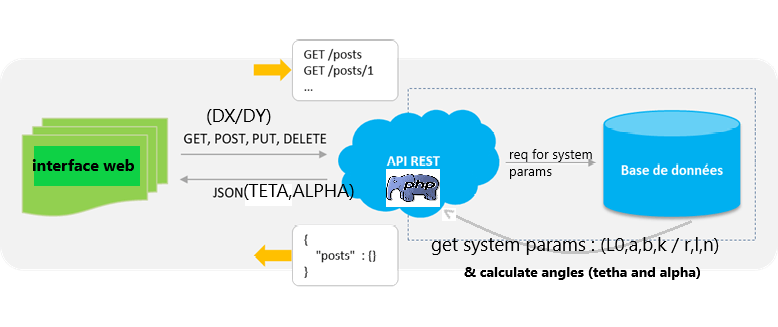 GET /posts
GET /posts/1
...
(DX/DY)
GET, POST, PUT, DELETE
interface web
API REST
php
req for system
params
Base de données
JSON(TETA,ALPHA)
{
"posts" : {}
}
get system params : (L0,a,b,k / r,l,n)
& calculate angles (tetha and alpha)